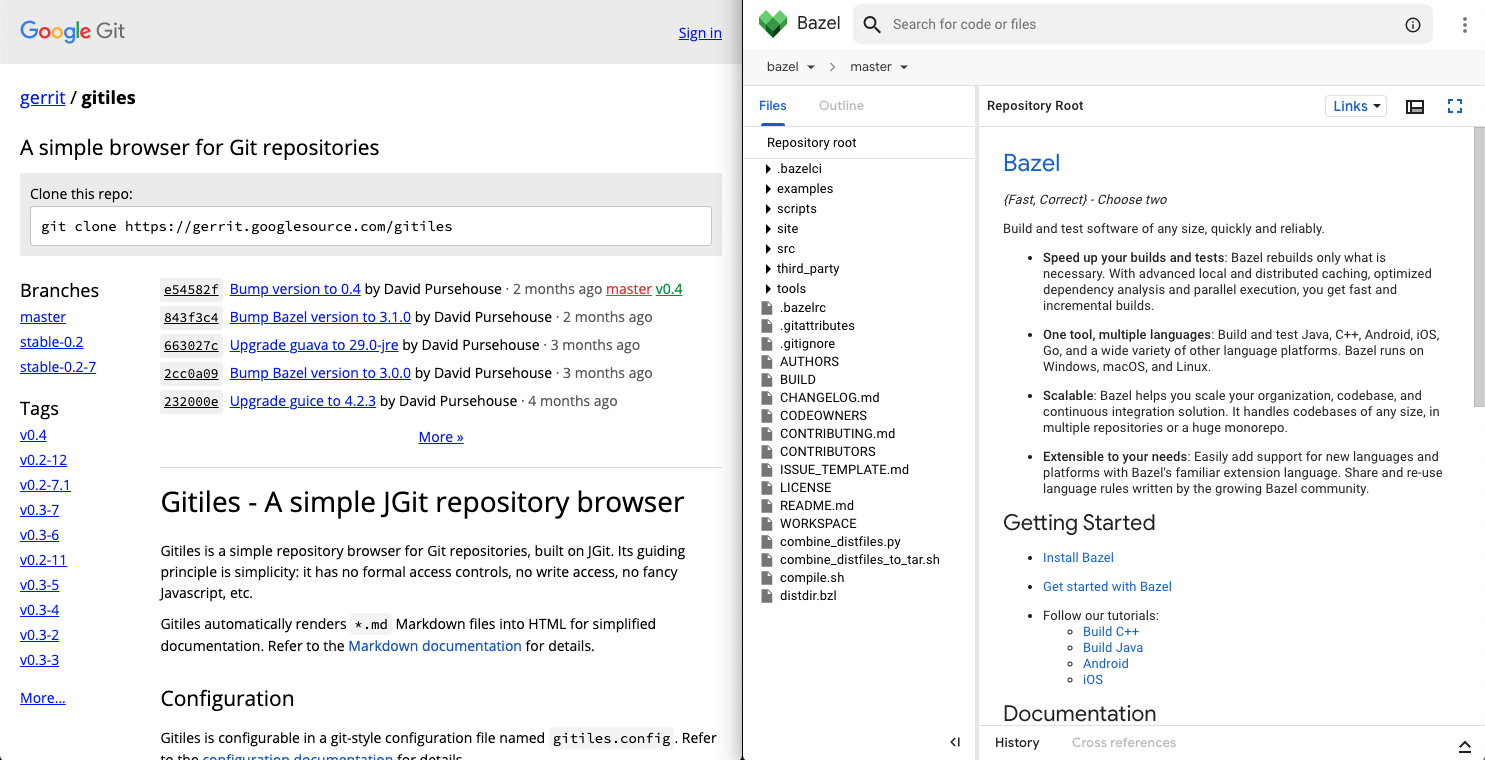 Google Git
Sign in
gerrit / gitiles
A simple browser for Git repositories
Clone this repo:
git clone https://gerrit.googlesource.com/gitiles
Branches
master
stable-0.2
stable-0.2-7
Tags
v0.4
v0.2-12
v0.2-7.1
v0.3-7
v0.3-6
v0.2-11
v0.3-5
v0.3-4
v0.3-2
v0.3-3
More...
e54582f Bump version to 0.4 by David Pursehouse · 2 months ago master v0.4
843f3c4 Bump Bazel version to 3.1.0 by David Pursehouse · 2 months ago
663027c Upgrade guava to 29.0-jre by David Pursehouse · 3 months ago
2cc0a09 Bump Bazel version to 3.0.0 by David Pursehouse · 3 months ago
232000e Upgrade guice to 4.2.3 by David Pursehouse · 4 months ago
More »
Gitiles - A simple JGit repository browser
Gitiles is a simple repository browser for Git repositories, built on JGit. Its guiding
principle is simplicity: it has no formal access controls, no write access, no fancy
Javascript, etc.
Gitiles automatically renders *.md Markdown files into HTML for simplified
documentation. Refer to the Markdown documentation for details.
Configuration
Gitiles is configurable in a git-style configuration file named gitiles.config. Refer
to the configuration documentation for details.
Bazel
Search for code or files
bazel
master
Files
Outline
Repository root
.bazelci
examples
scripts
site
src
third_party
tools
.bazelrc
.gitattributes
.gitignore
AUTHORS
BUILD
CHANGELOG.md
CODEOWNERS
CONTRIBUTING.md
CONTRIBUTORS
ISSUE_TEMPLATE.md
LICENSE
README.md
WORKSPACE
combine_distfiles.py
combine_distfiles_to_tar.sh
compile.sh
distdir.bzl
Repository Root
Links
Bazel
{Fast, Correct} - Choose two
Build and test software of any size, quickly and reliably.
• Speed up your builds and tests: Bazel rebuilds only what is
necessary. With advanced local and distributed caching, optimized
dependency analysis and parallel execution, you get fast and
incremental builds.
• One tool, multiple languages: Build and test Java, C++, Android, iOS,
Go, and a wide variety of other language platforms. Bazel runs on
Windows, macOS, and Linux.
• Scalable: Bazel helps you scale your organization, codebase, and
continuous integration solution. It handles codebases of any size, in
multiple repositories or a huge monorepo.
• Extensible to your needs: Easily add support for new languages and
platforms with Bazel's familiar extension language. Share and re-use
language rules written by the growing Bazel community.
Getting Started
• Install Bazel
• Get started with Bazel
• Follow our tutorials:
Build C++
Build Java
Android
iOS
Documentation
History
Cross references